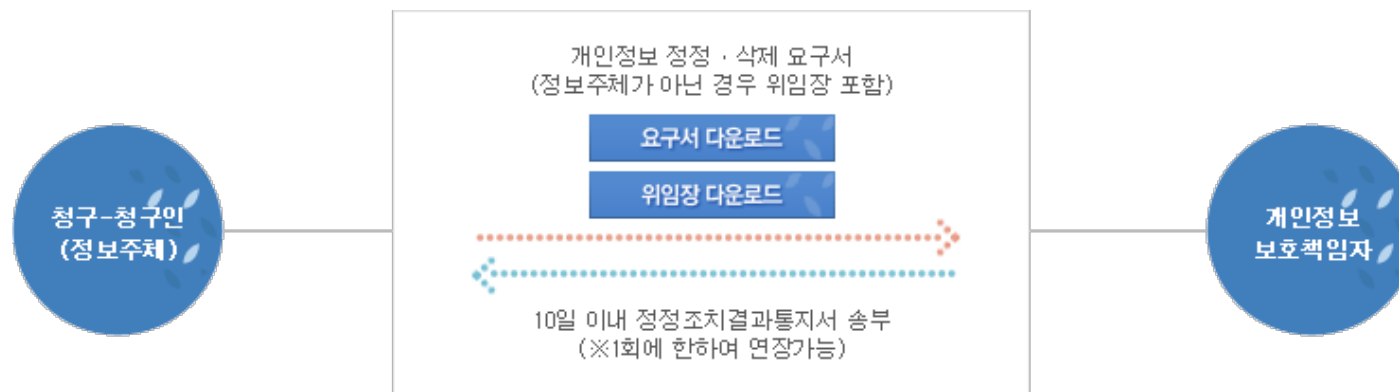 개인정보 정정 · 삭제 요구서
(정보주체가 아닌 경우 위임장 포함)
요구서 다운로드
위임장 다운로드
청구-청구인
(정보주체)
개인정보
보호책임자
10일 이내 정정조치결과통지서 송부
(※1회에 한하여 연장가능)